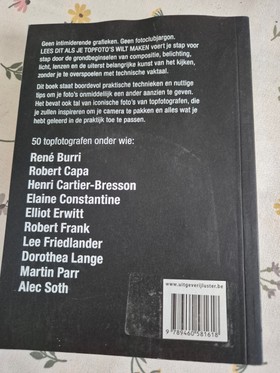 Geen intimiderende grafieken. Geen fotoclubjargon.
LEES DIT ALS JE TOPFOTO'S WILT MAKEN voert je stap voor
stap door de grondbeginselen van compositie, belichting,
licht, lenzen en de uiterst belangrijke kunst van het kijken,
zonder je te overspoelen met technische vaktaal.
Dit boek staat boordevol praktische technieken en nuttige
tips om je foto's onmiddellijk een ander aanzien te geven.
Het bevat ook tal van iconische foto's van topfotografen, die
je zullen inspireren om je camera te pakken en alles wat je
hebt geleerd in de praktijk toe te passen.
50 topfotografen onder wie:
René Burri
Robert Capa
Henri Cartier-Bresson
Elaine Constantine
Elliot Erwitt
Robert Frank
Lee Friedlander
Dorothea Lange
Martin Parr
Alec Soth
www.uitgeverijluster.be
9 789460 581618